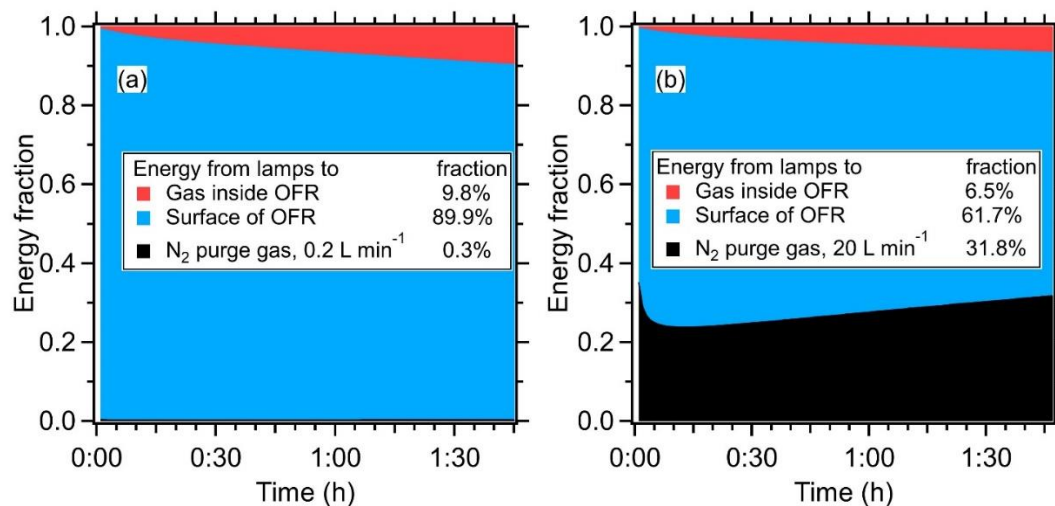 (a)
Energy from lamps to fraction
Gas inside OFR 9.8%
Surface of OFR 89.9%
N₂ purge gas, 0.2 L min⁻¹ 0.3%
Energy fraction
1.0
0.8
0.6
0.4
0.2
0.0
0:00 0:30 1:00 1:30
Time (h)
(b)
Energy from lamps to fraction
Gas inside OFR 6.5%
Surface of OFR 61.7%
N₂ purge gas, 20 L min⁻¹ 31.8%
Energy fraction
1.0
0.8
0.6
0.4
0.2
0.0
0:00 0:30 1:00 1:30
Time (h)